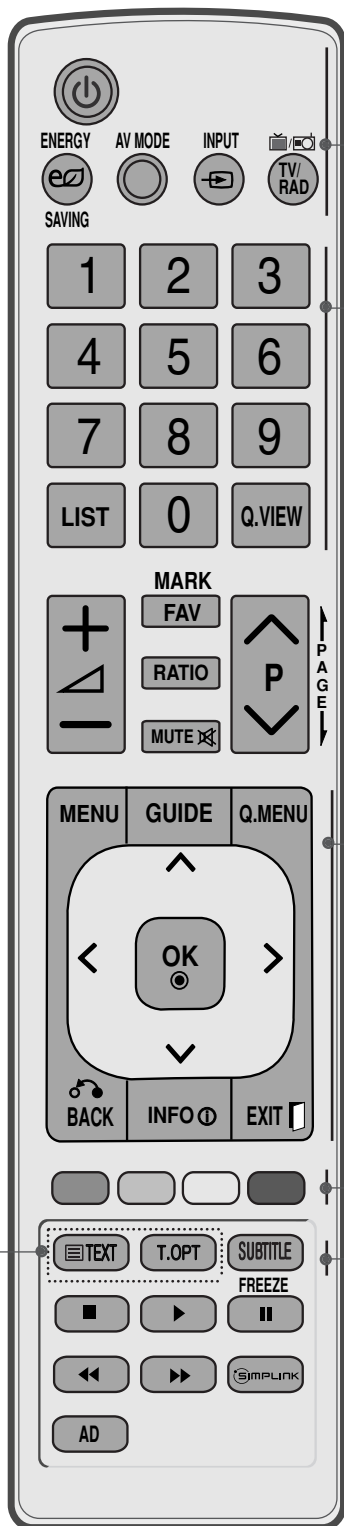 ENERGY AV MODE INPUT
TV/
RAD
SAVING
1 2 3
4 5 6
7 8 9
LIST 0 Q.VIEW
MARK
FAV
RATIO
MUTE
P
PAGE
MENU GUIDE Q.MENU
OK
BACK INFO EXIT
TEXT T.OPT SUBTITLE
FREEZE
SIMPLINK
AD